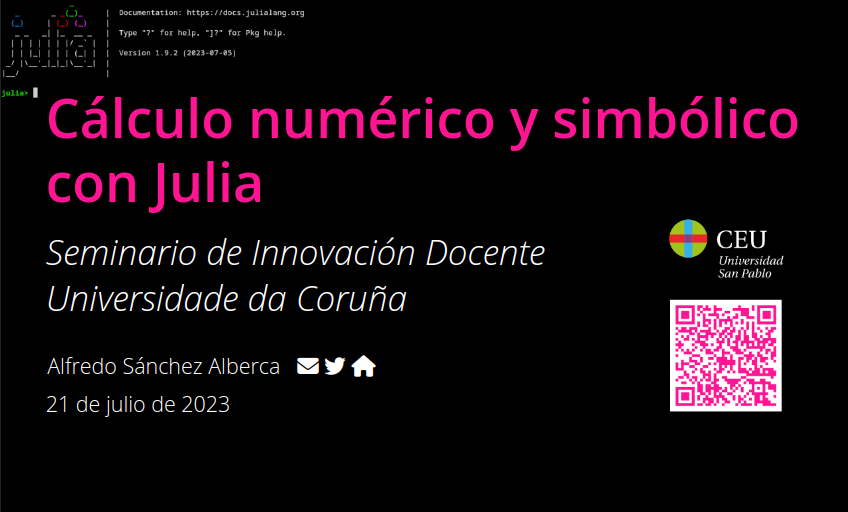 Documentation: https://docs.julialang.org
Type "?" for help, "]?" for Pkg help.
Version 1.9.2 (2023-07-05)
julia>
Cálculo numérico y simbólico
con Julia
Seminario de Innovación Docente
Universidade da Coruña
CEU
Universidad
San Pablo
Alfredo Sánchez Alberca
21 de julio de 2023